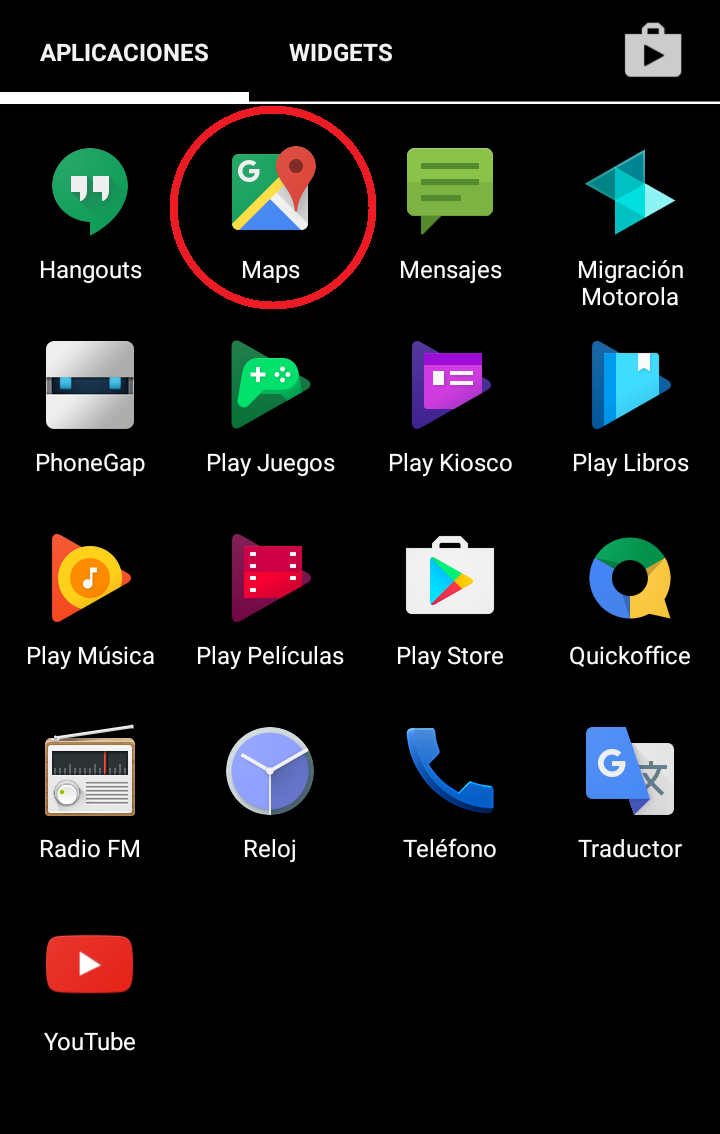 APLICACIONES WIDGETS
Hangouts Maps Mensajes Migración
Motorola
PhoneGap Play Juegos Play Kiosco Play Libros
Play Música Play Películas Play Store Quickoffice
Radio FM Reloj Teléfono Traductor
YouTube